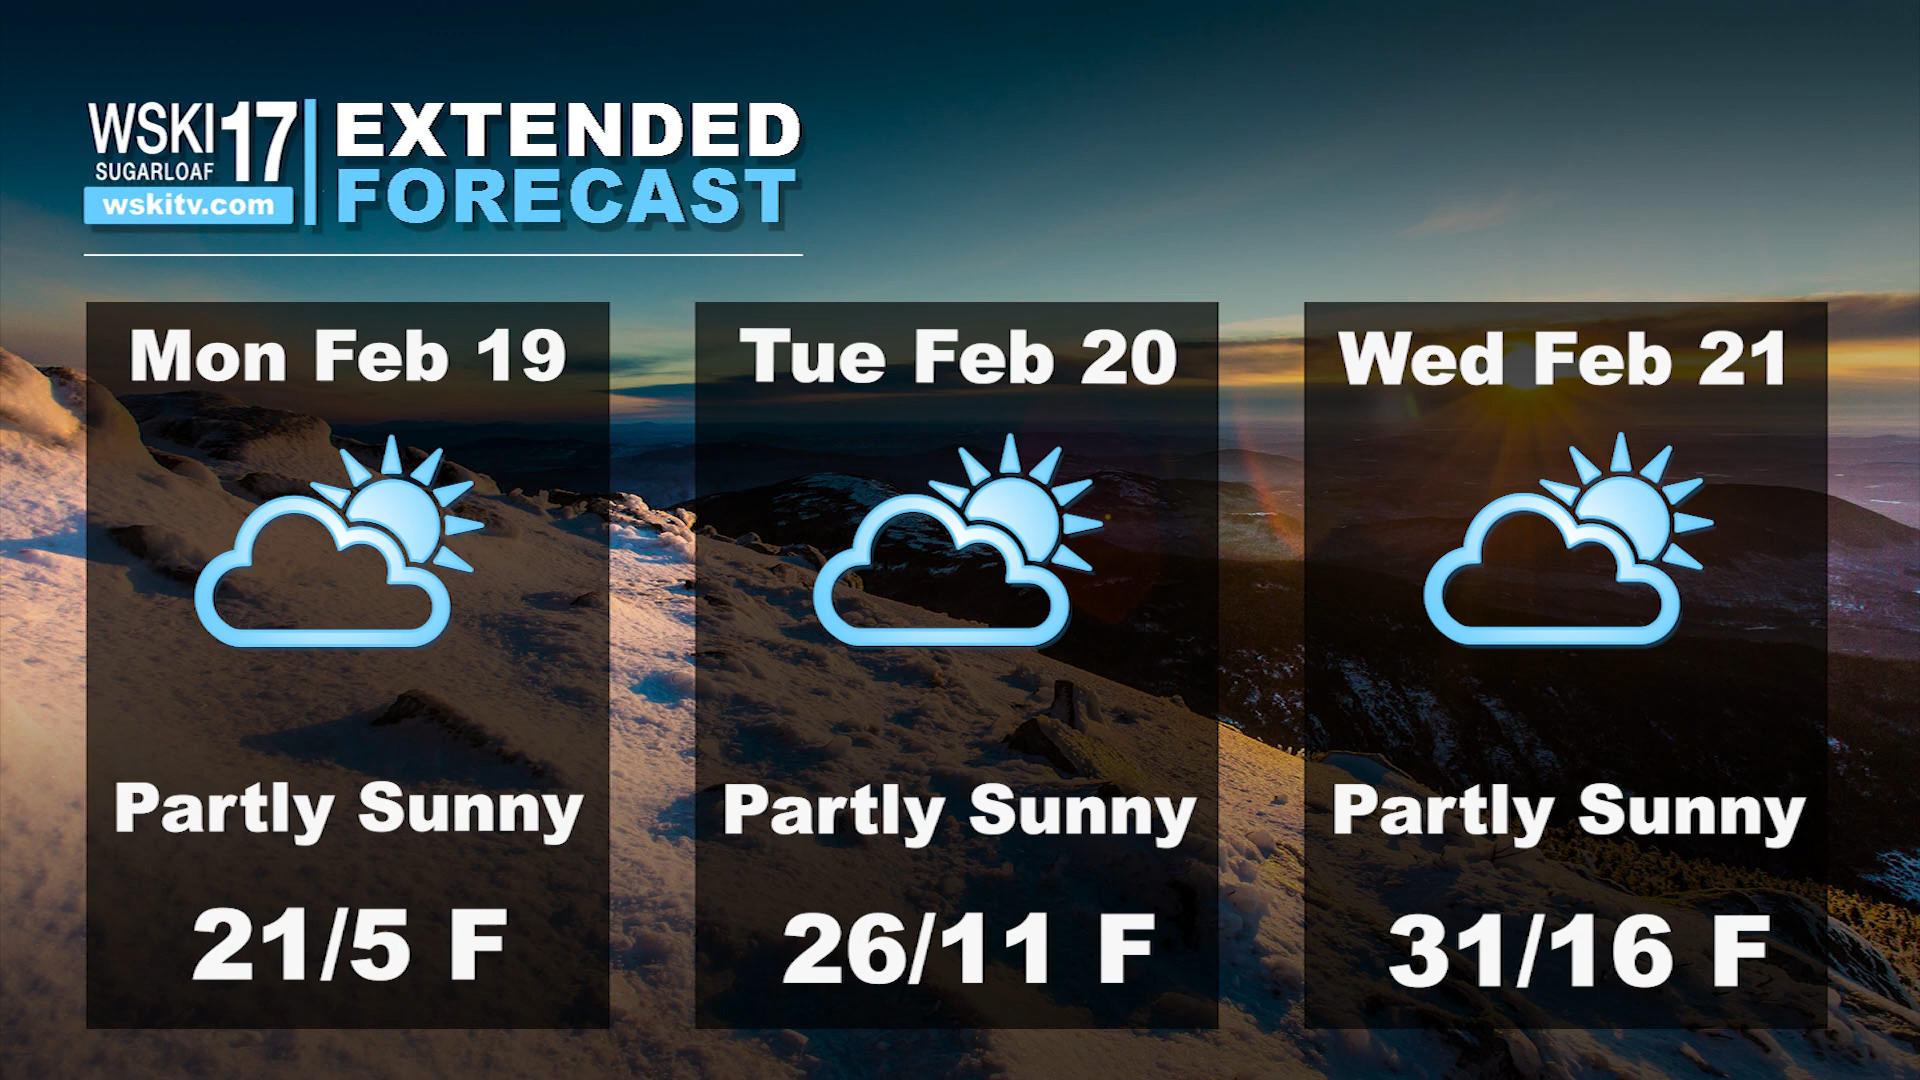 WSKI 17
SUGARLOAF
wskitv.com
EXTENDED
FORECAST
Mon Feb 19
Partly Sunny
21/5 F
Tue Feb 20
Partly Sunny
26/11 F
Wed Feb 21
Partly Sunny
31/16 F